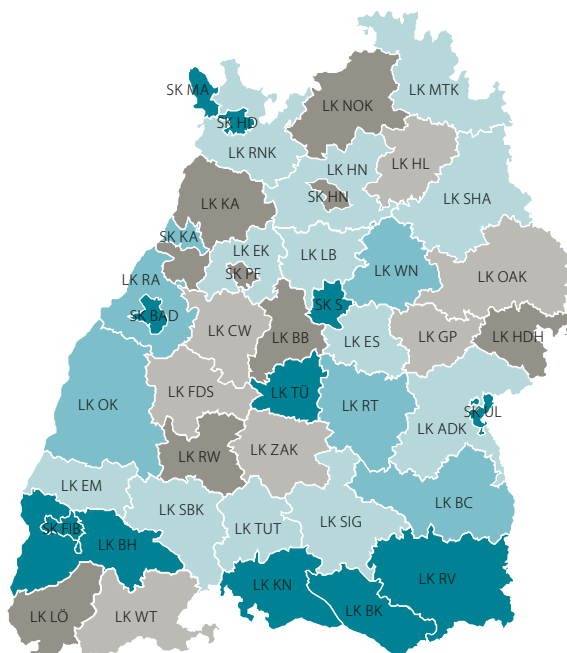 SK MA
LK MTK
LK NOK
SK HD
LK RNK
LK HL
LK HN
SK HN
LK SHA
LK KA
SK KA
LK EK
LK LB
SK PF
LK WN
LK OAK
LK RA
SK S
SK BAD
LK CW
LK BB
LK ES
LK GP
LK HDH
LK FDS
LK TÜ
LK RT
LK OK
SK UL
LK ADK
LK RW
LK ZAK
LK EM
LK SBK
LK BC
LK TUT
LK SIG
LK BH
LK KN
LK RV
LK BK
LK LÖ
LK WT